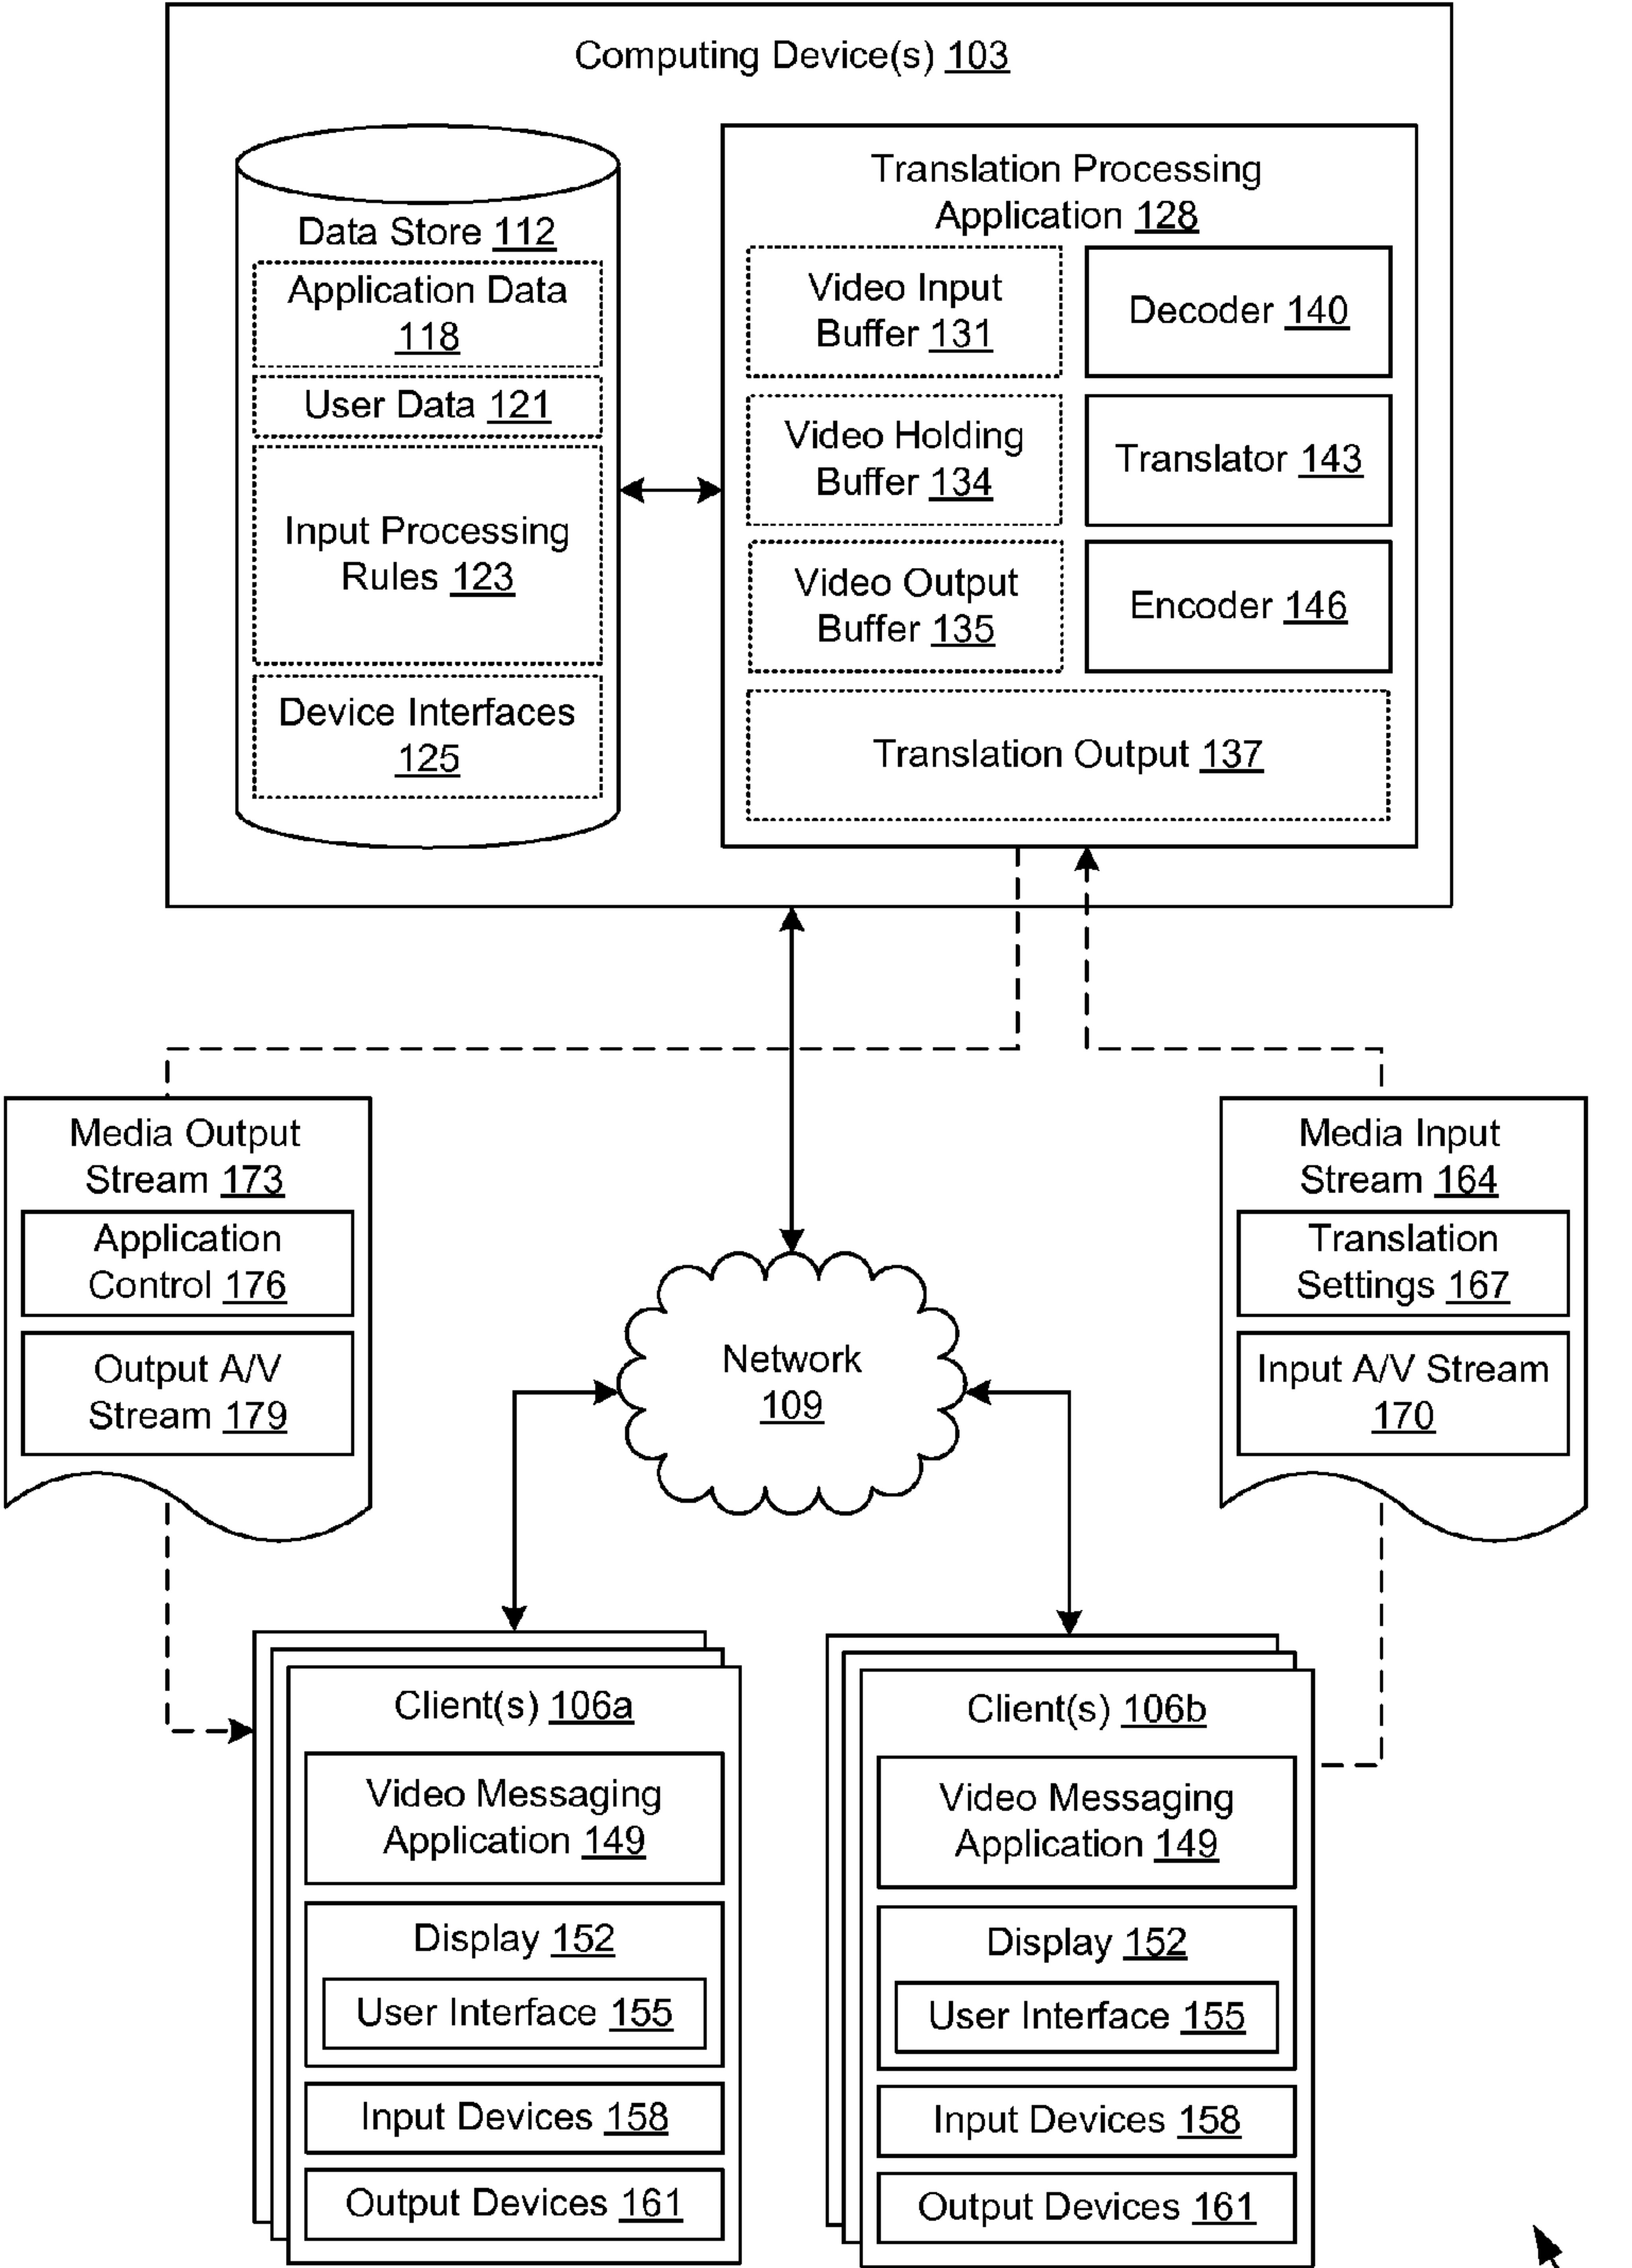 Computing Device(s) 103
Data Store 112
Application Data
118
User Data 121
Input Processing
Rules 123
Device Interfaces
125
Translation Processing
Application 128
Video Input
Buffer 131
Decoder 140
Video Holding
Buffer 134
Translator 143
Video Output
Buffer 135
Encoder 146
Translation Output 137
Media Output
Stream 173
Application
Control 176
Output A/V
Stream 179
Network
109
Media Input
Stream 164
Translation
Settings 167
Input A/V Stream
170
Client(s) 106a
Video Messaging
Application 149
Display 152
User Interface 155
Input Devices 158
Output Devices 161
Client(s) 106b
Video Messaging
Application 149
Display 152
User Interface 155
Input Devices 158
Output Devices 161